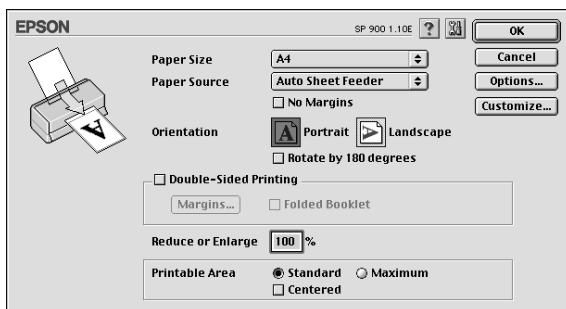 EPSON SP 900 1.10E ? OK
Paper Size A4 Cancel
Paper Source Auto Sheet Feeder Options...
No Margins Customize...
Orientation A Portrait Landscape
Rotate by 180 degrees
Double-Sided Printing
Margins... Folded Booklet
Reduce or Enlarge 100 %
Printable Area Standard Maximum
Centered
A